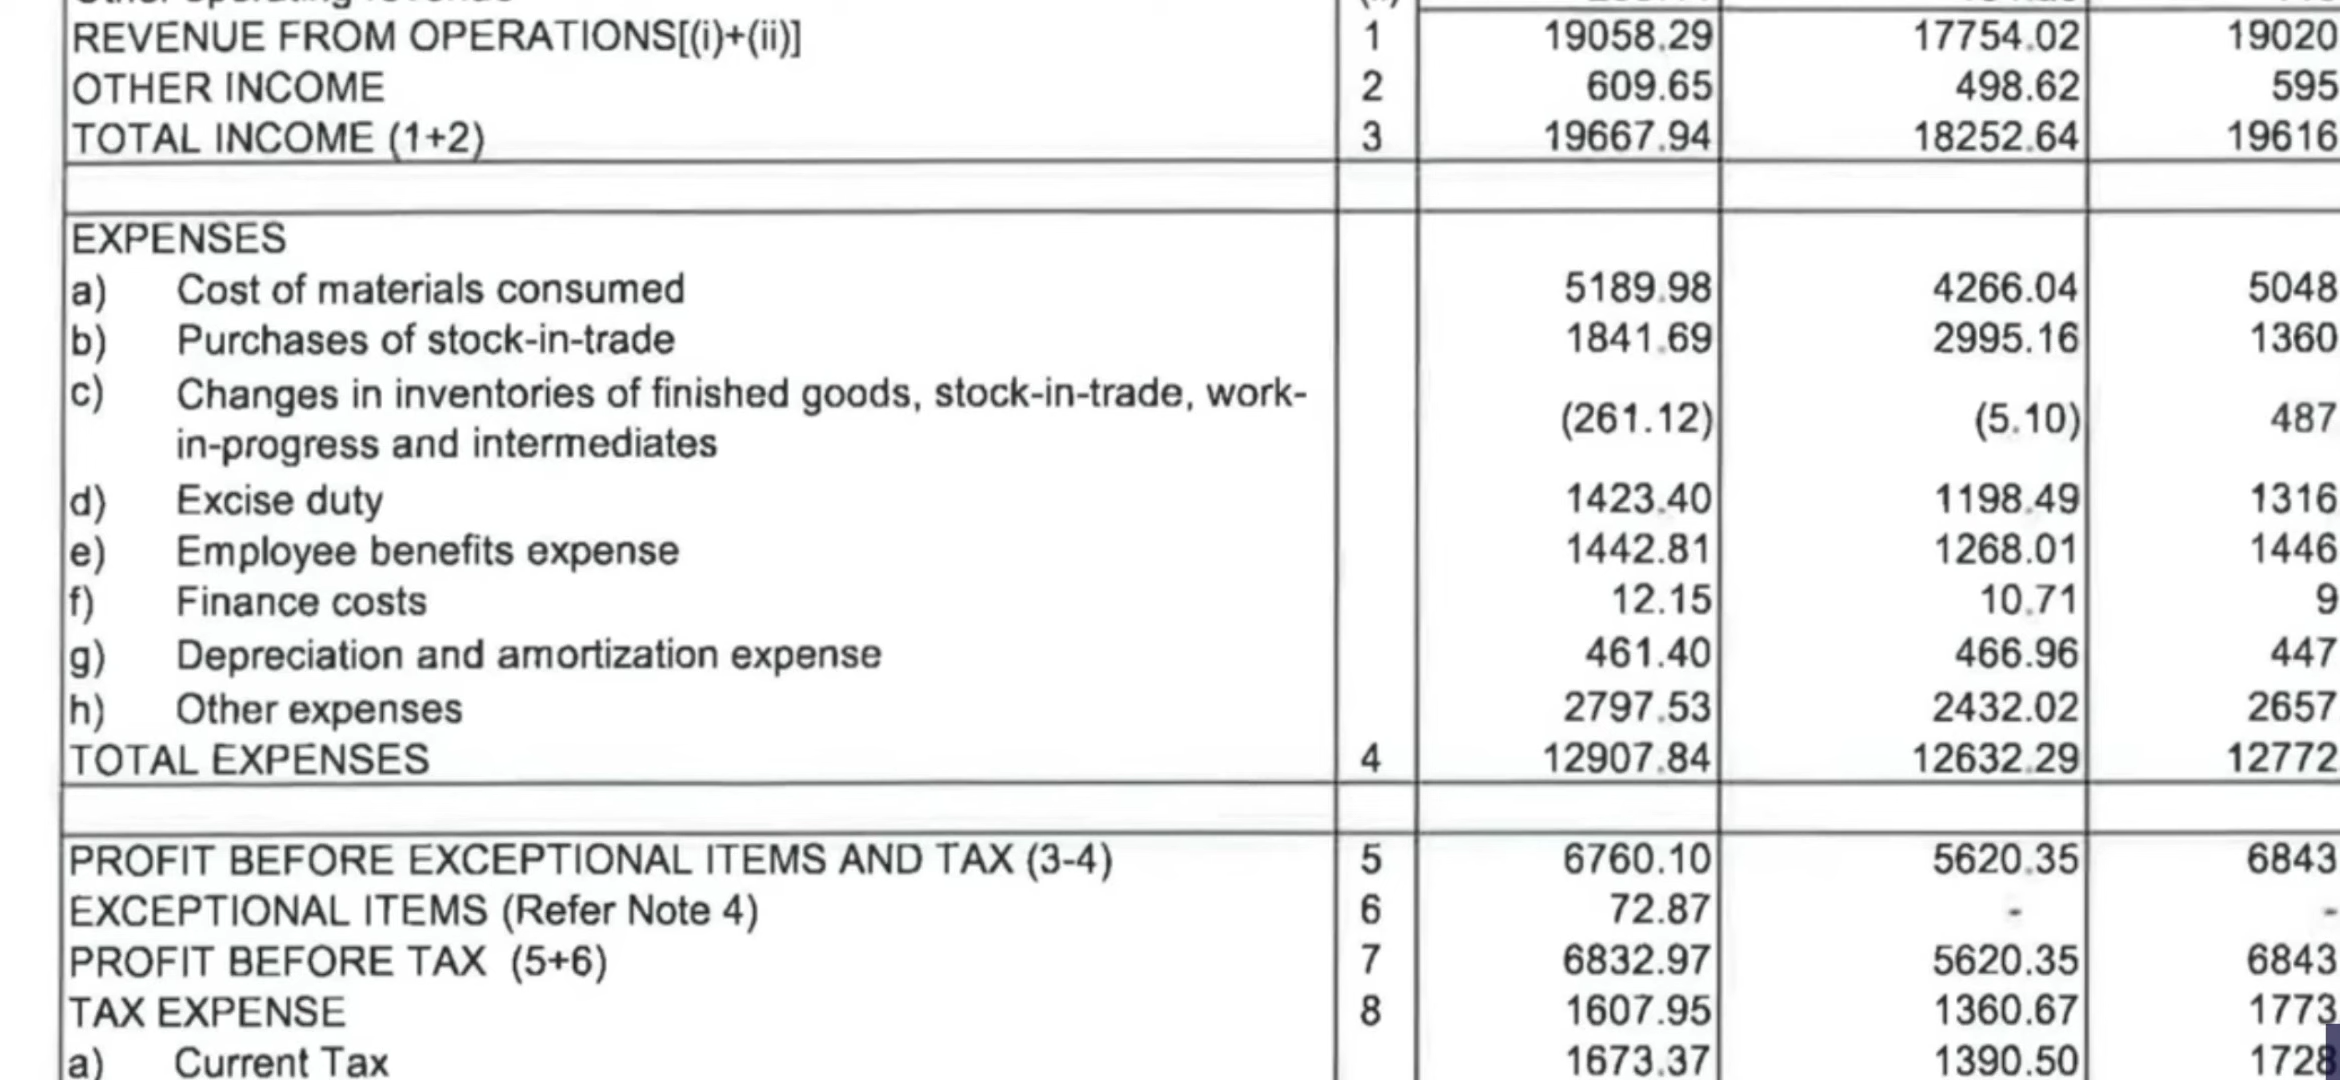 REVENUE FROM OPERATIONS[(i)+(ii)] 1 19058.29 17754.02 19020
OTHER INCOME 2 609.65 498.62 595
TOTAL INCOME (1+2) 3 19667.94 18252.64 19616
EXPENSES
a) Cost of materials consumed 5189.98 4266.04 5048
b) Purchases of stock-in-trade 1841.69 2995.16 1360
c) Changes in inventories of finished goods, stock-in-trade, work-
in-progress and intermediates (261.12) (5.10) 487
d) Excise duty 1423.40 1198.49 1316
e) Employee benefits expense 1442.81 1268.01 1446
f) Finance costs 12.15 10.71 9
g) Depreciation and amortization expense 461.40 466.96 447
h) Other expenses 2797.53 2432.02 2657
TOTAL EXPENSES 4 12907.84 12632.29 12772
PROFIT BEFORE EXCEPTIONAL ITEMS AND TAX (3-4) 5 6760.10 5620.35 6843
EXCEPTIONAL ITEMS (Refer Note 4) 6 72.87 - -
PROFIT BEFORE TAX (5+6) 7 6832.97 5620.35 6843
TAX EXPENSE 8 1607.95 1360.67 1773
a) Current Tax 1673.37 1390.50 1728